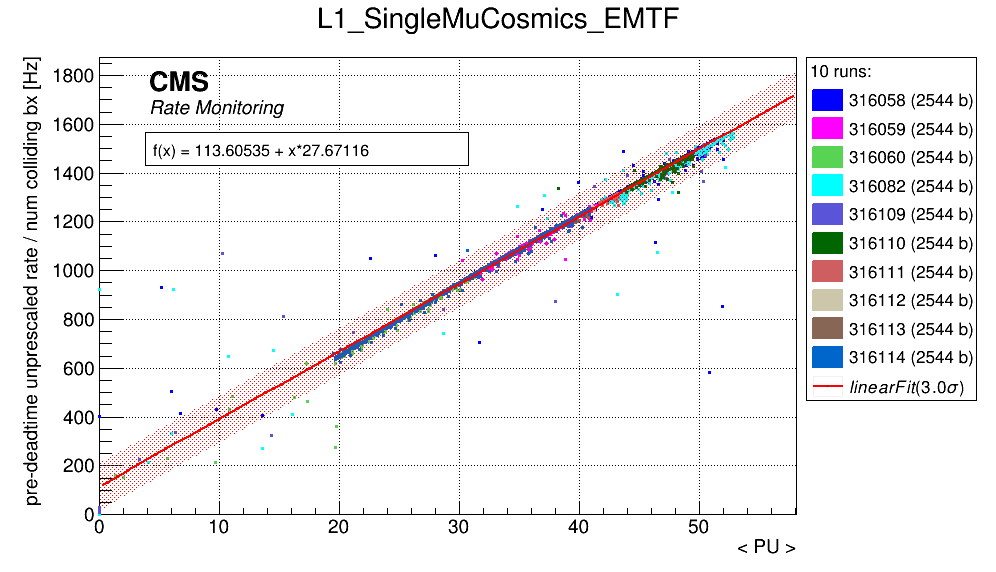 L1_SingleMuCosmics_EMTF
pre-deadtime unprescaled rate / num colliding bx [Hz]
1800
1600
1400
1200
1000
800
600
400
200
0
CMS
Rate Monitoring
f(x) = 113.60535 + x*27.67116
0 10 20 30 40 50
< PU >
10 runs:
316058 (2544 b)
316059 (2544 b)
316060 (2544 b)
316082 (2544 b)
316109 (2544 b)
316110 (2544 b)
316111 (2544 b)
316112 (2544 b)
316113 (2544 b)
316114 (2544 b)
linearFit(3.0σ)